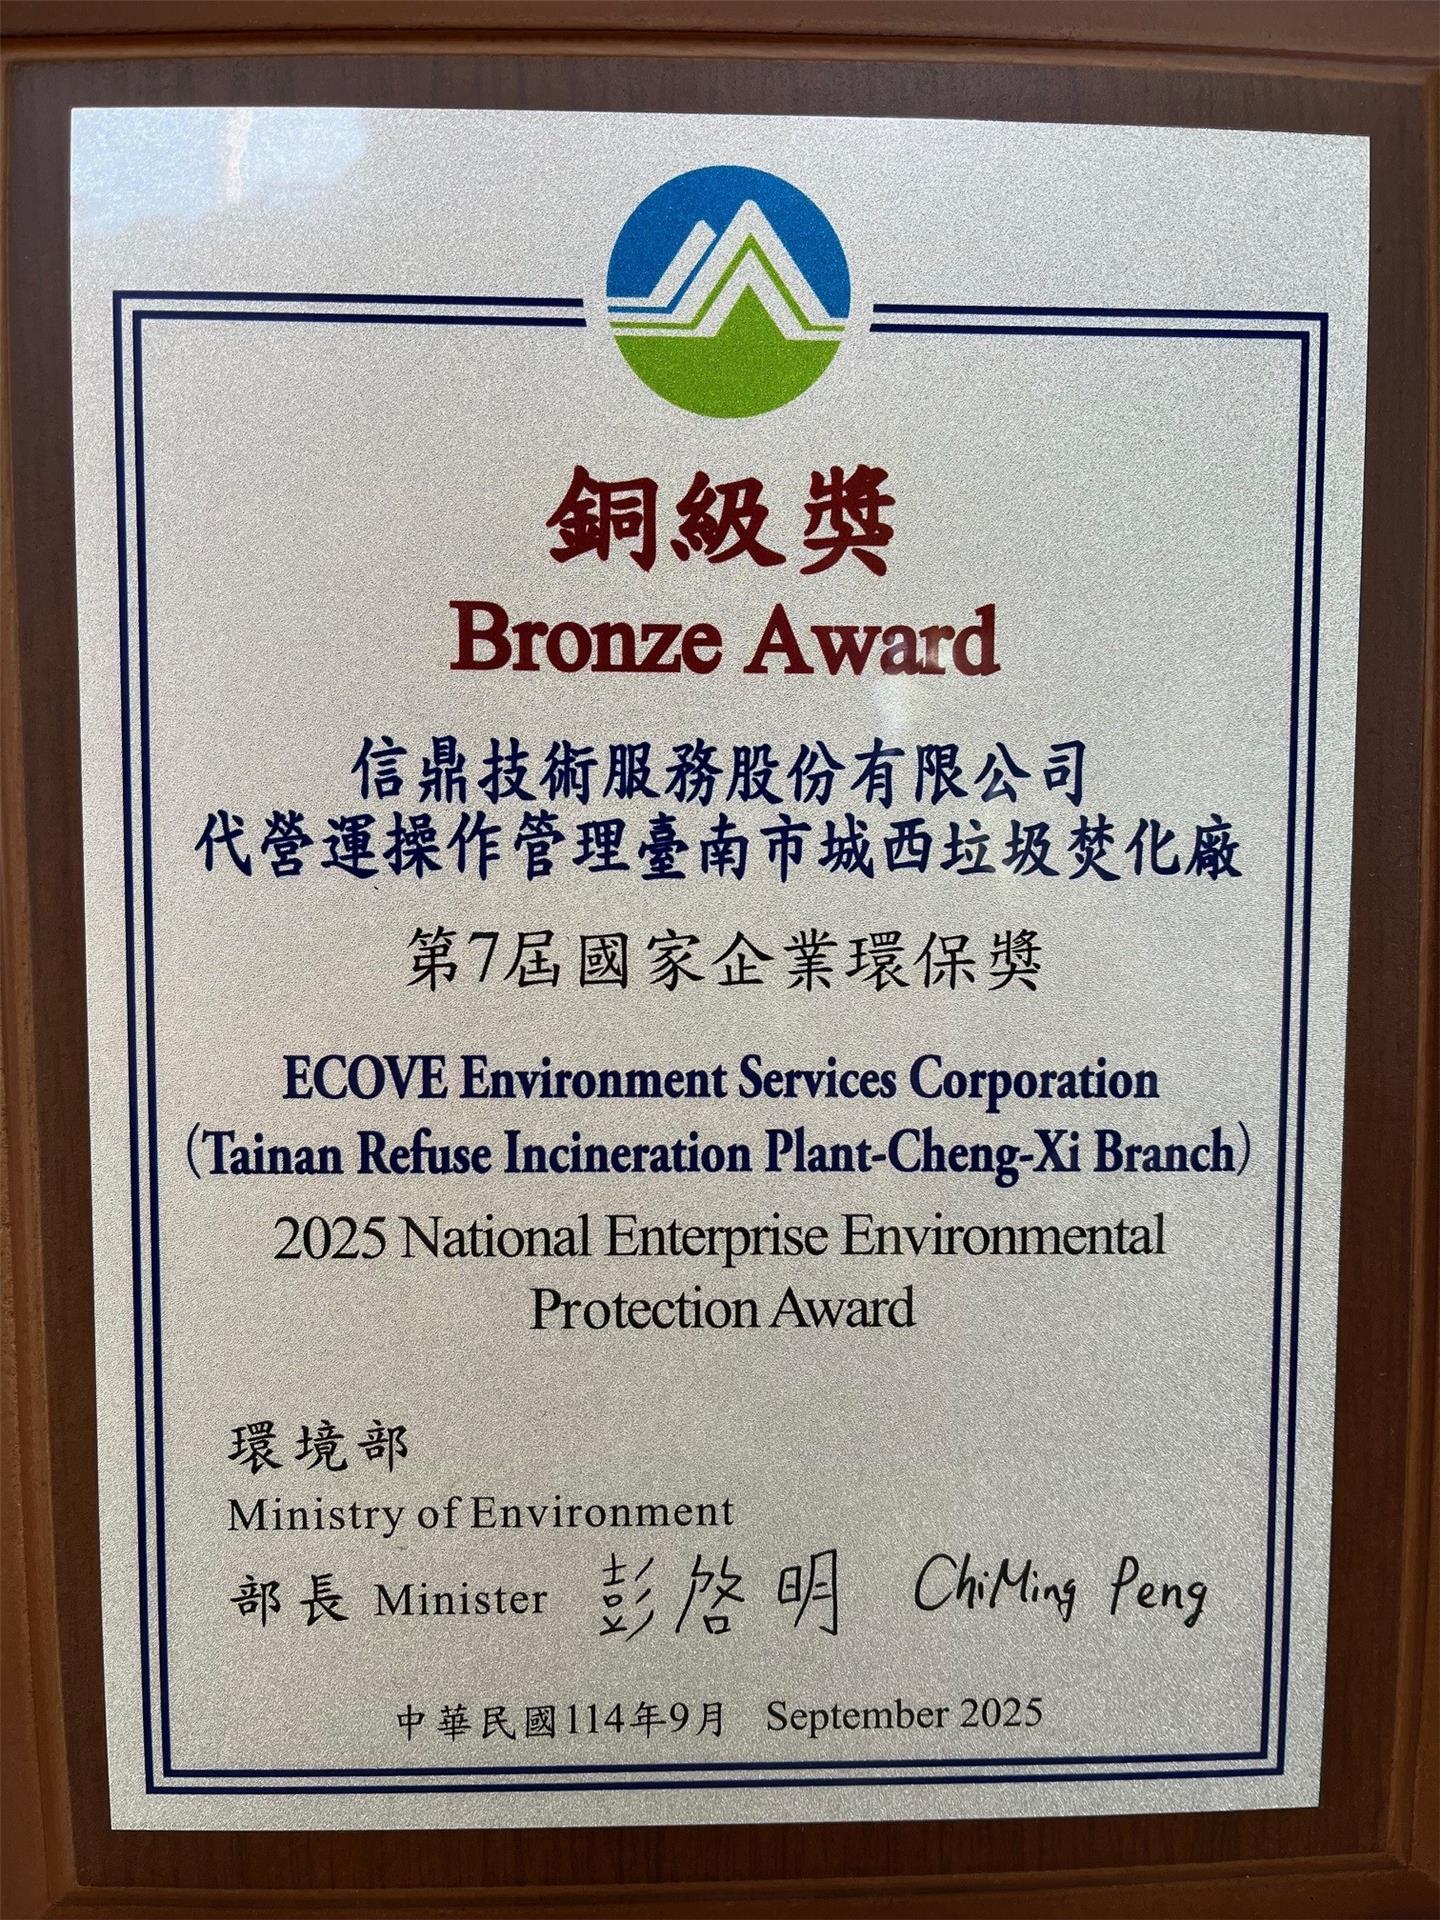 銅級獎
Bronze Award
信鼎技術服務股份有限公司
代營運操作管理臺南市城西垃圾焚化廠
第7屆國家企業環保獎
ECOVE Environment Services Corporation
(Tainan Refuse Incineration Plant-Cheng-Xi Branch)
2025 National Enterprise Environmental
Protection Award
環境部
Ministry of Environment
部長 Minister 彭啓明 ChiMing Peng
中華民國114年9月 September 2025